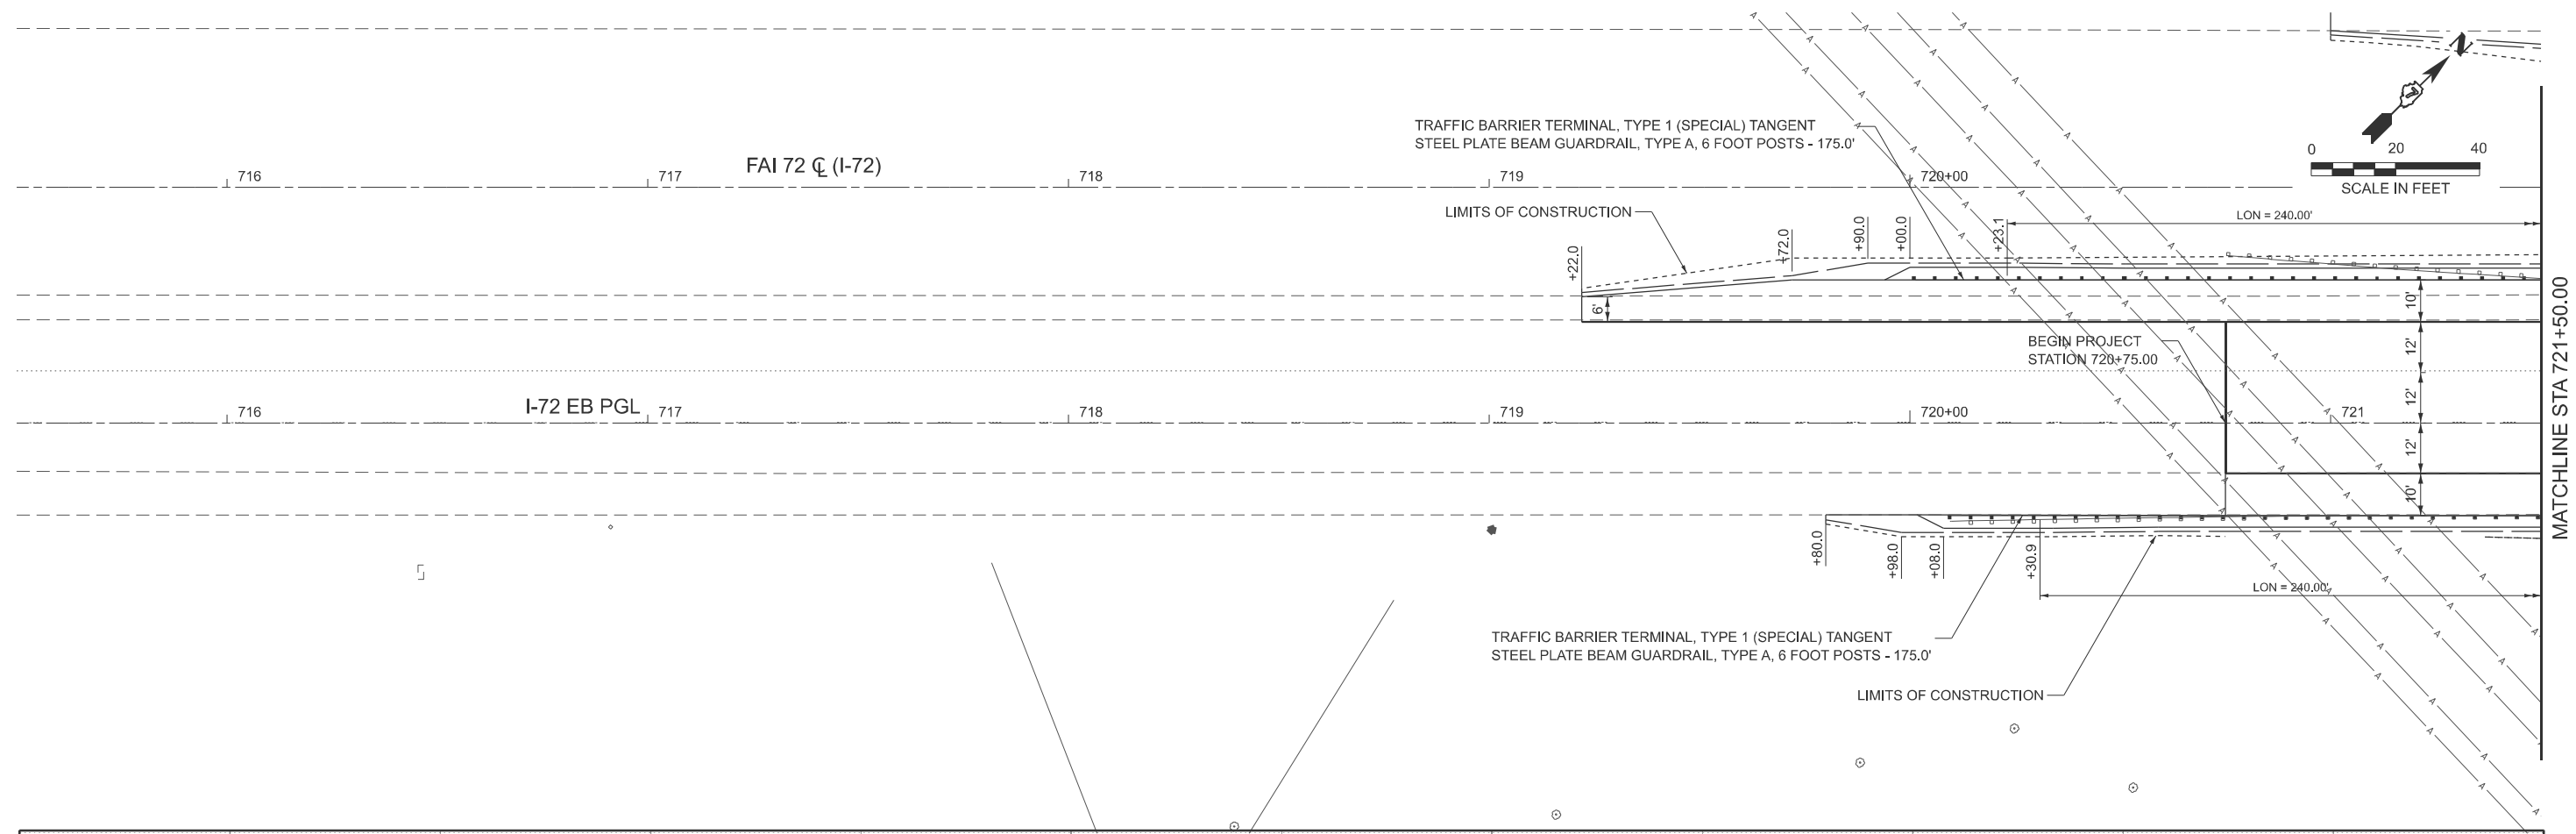 N
0 20 40
SCALE IN FEET
TRAFFIC BARRIER TERMINAL, TYPE 1 (SPECIAL) TANGENT
STEEL PLATE BEAM GUARDRAIL, TYPE A, 6 FOOT POSTS - 175.0'
FAI 72 ℄ (I-72)
716 717 718 719 720+00
LIMITS OF CONSTRUCTION
LON = 240.00'
+22.0 +72.0 +90.0 +00.0 +23.1
6'
10'
12'
12'
12'
10'
BEGIN PROJECT
STATION 720+75.00
MATCHLINE STA 721+50.00
I-72 EB PGL
716 717 718 719 720+00 721
+80.0 +98.0 +08.0 +30.9
LON = 240.00'
TRAFFIC BARRIER TERMINAL, TYPE 1 (SPECIAL) TANGENT
STEEL PLATE BEAM GUARDRAIL, TYPE A, 6 FOOT POSTS - 175.0'
LIMITS OF CONSTRUCTION